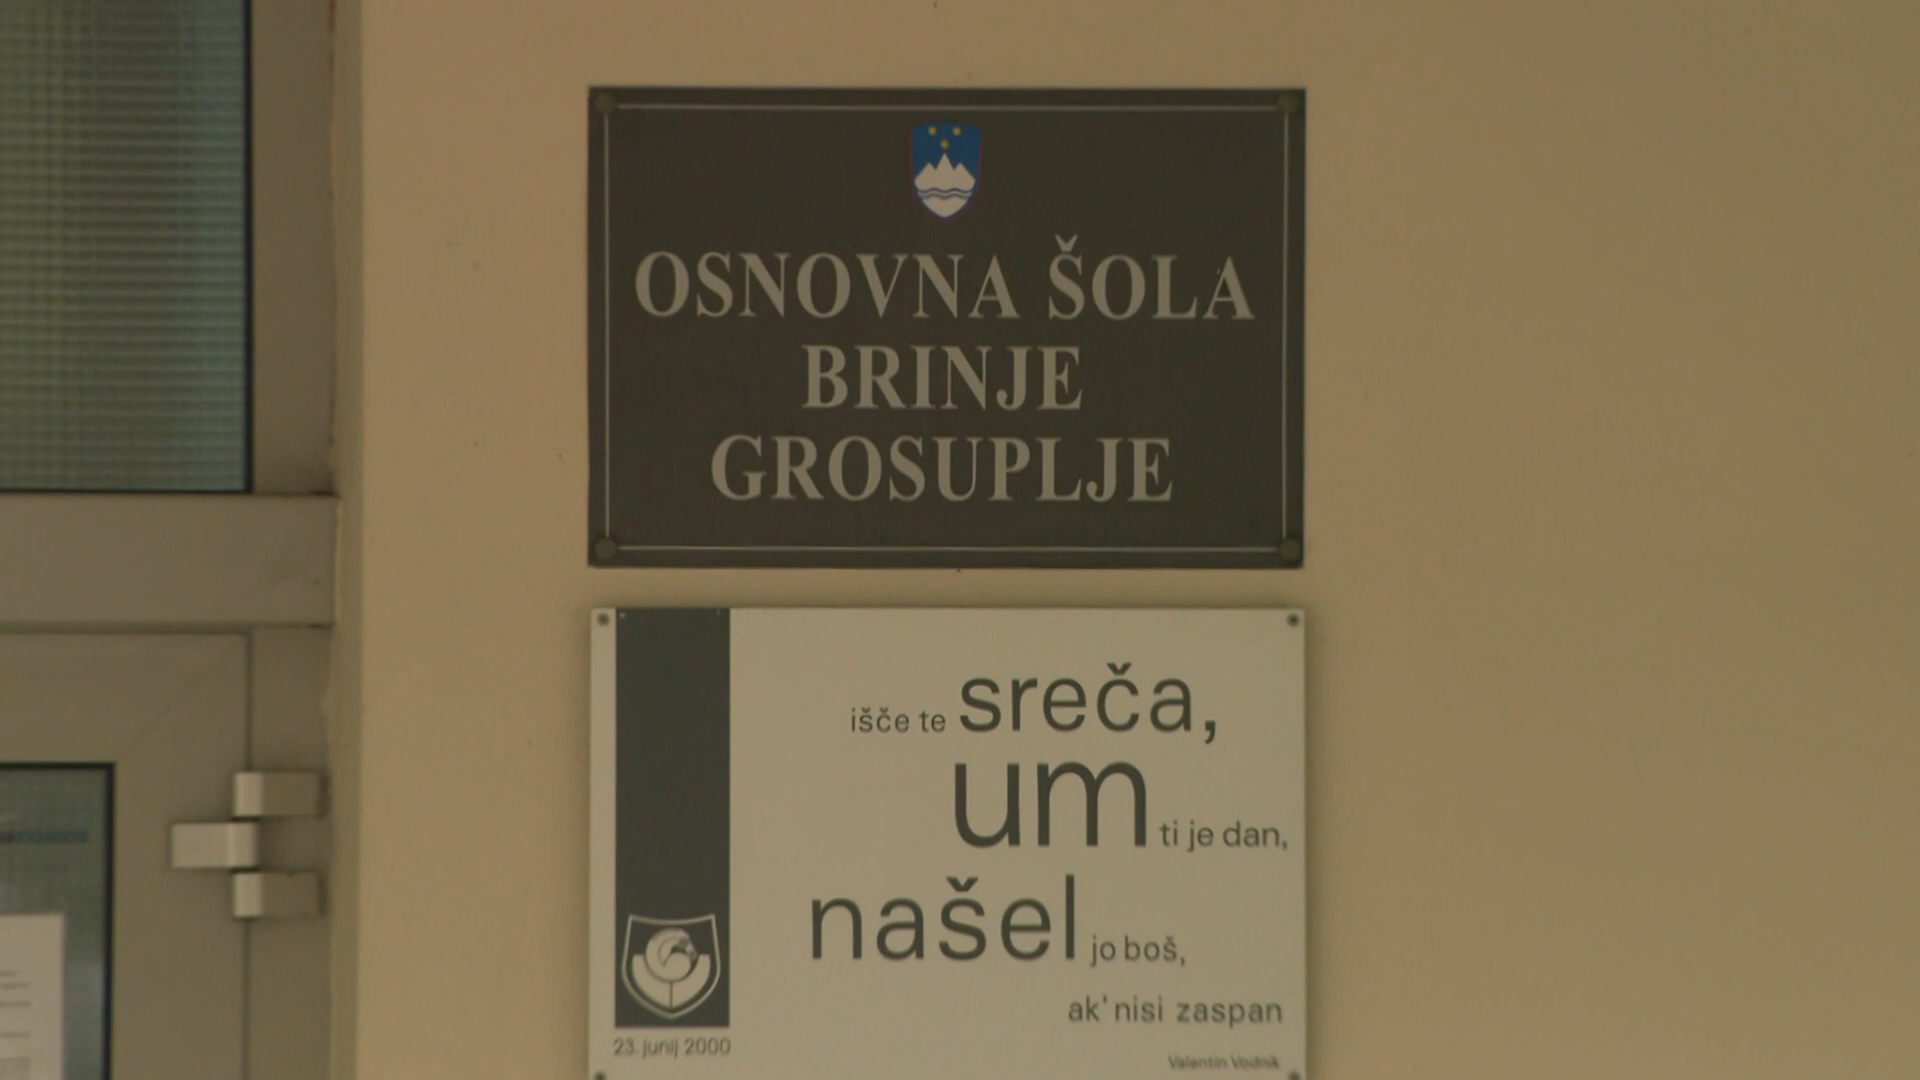 OSNOVNA ŠOLA
BRINJE
GROSUPLJE
išče te sreča,
um ti je dan,
našel jo boš,
ak' nisi zaspan
23. junij 2000
Valentin Vodnik